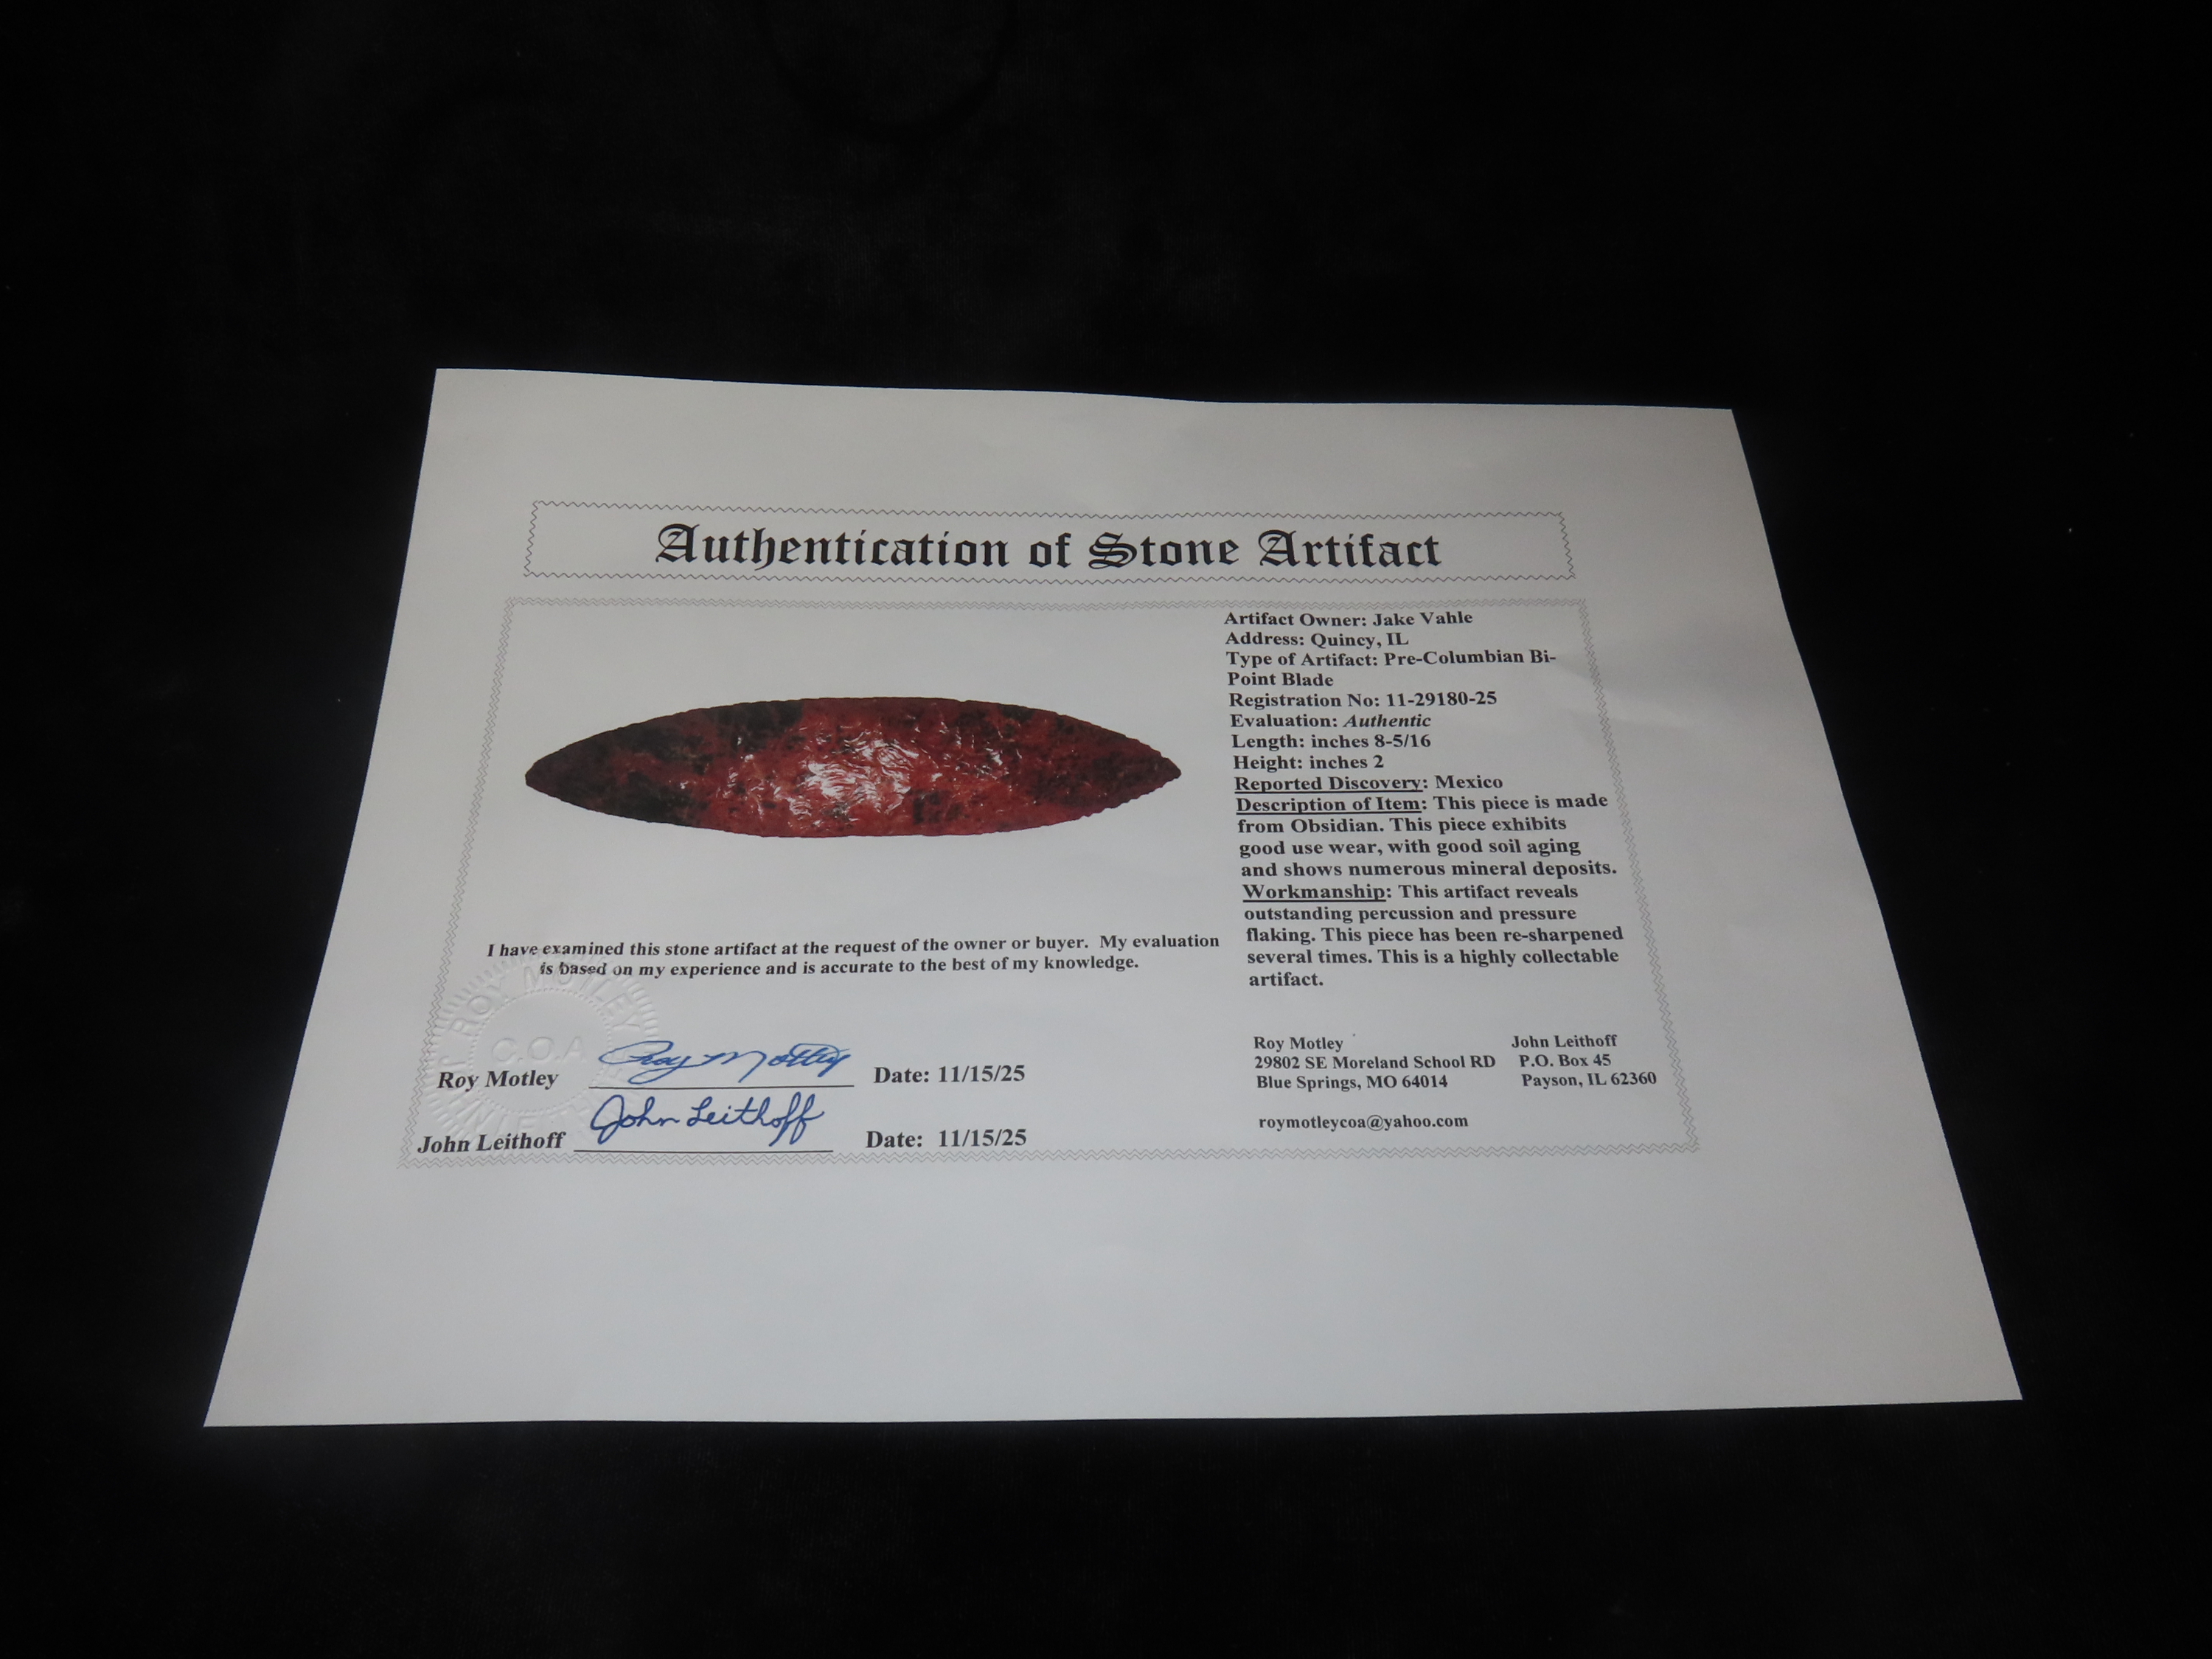 Authentication of Stone Artifact
Artifact Owner: Jake Vahle
Address: Quincy, IL
Type of Artifact: Pre-Columbian Bi-
Point Blade
Registration No: 11-29180-25
Evaluation: Authentic
Length: inches 8-5/16
Height: inches 2
Reported Discovery: Mexico
Description of Item: This piece is made
from Obsidian. This piece exhibits
good use wear, with good soil aging
and shows numerous mineral deposits.
Workmanship: This artifact reveals
outstanding percussion and pressure
flaking. This piece has been re-sharpened
several times. This is a highly collectable
artifact.
I have examined this stone artifact at the request of the owner or buyer. My evaluation
is based on my experience and is accurate to the best of my knowledge.
ROY MOTLEY
C.O.A
Roy Motley Roy Motley Date: 11/15/25
John Leithoff John Leithoff Date: 11/15/25
Roy Motley
29802 SE Moreland School RD
Blue Springs, MO 64014
roymotleycoa@yahoo.com
John Leithoff
P.O. Box 45
Payson, IL 62360